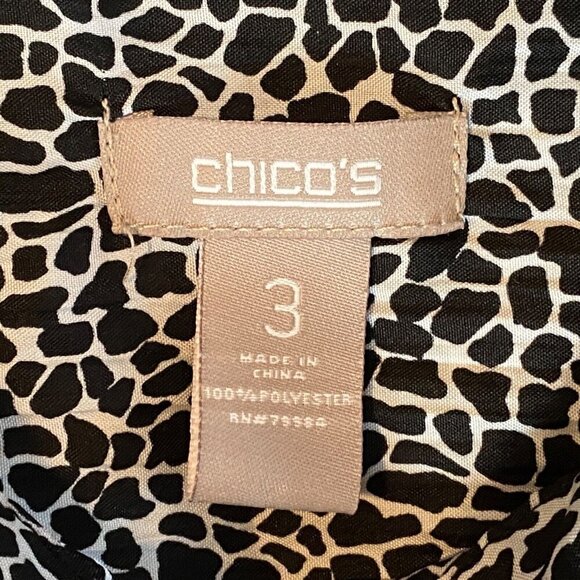 chico's
3
MADE IN
CHINA
100% POLYESTER
RN#79984